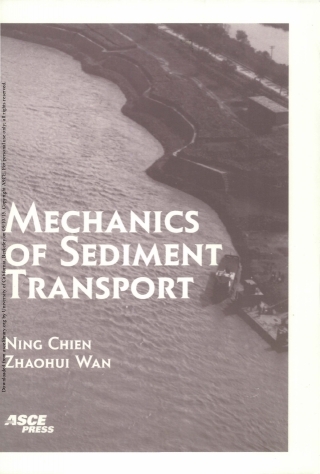 MECHANICS
OF SEDIMENT
TRANSPORT
NING CHIEN
ZHAOHUI WAN
ASCE
PRESS